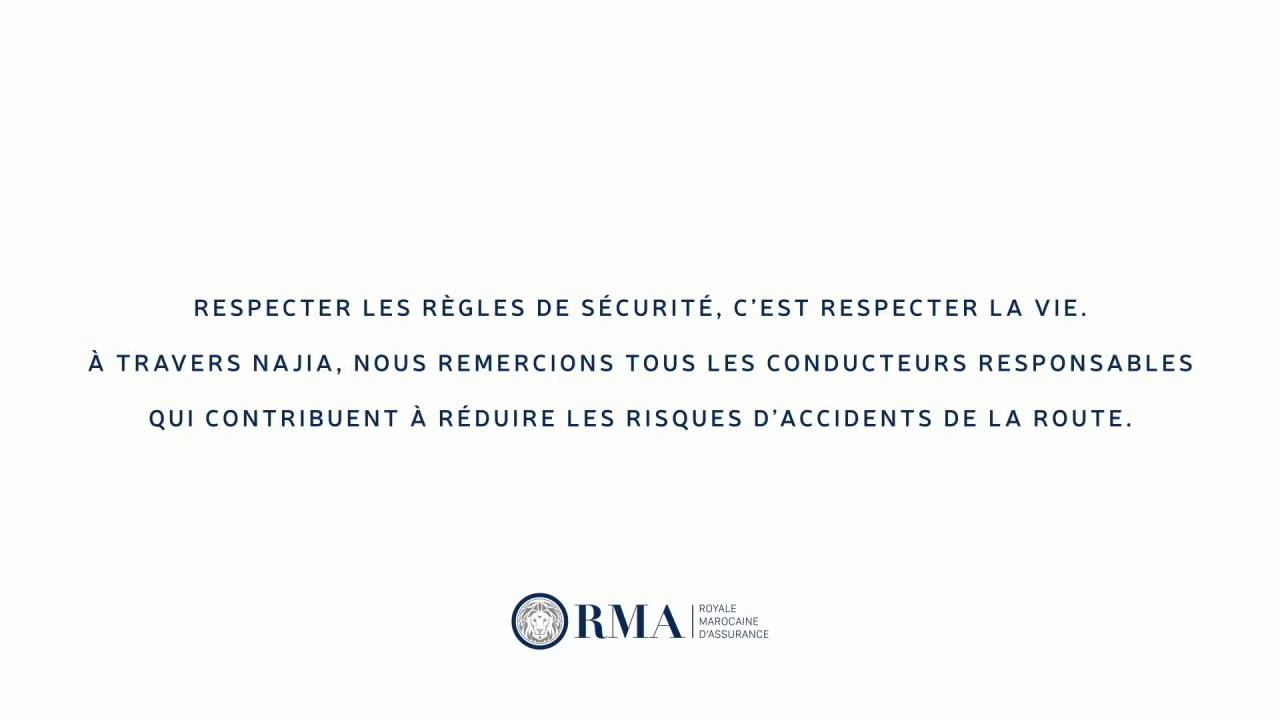 RESPECTER LES RÈGLES DE SÉCURITÉ, C’EST RESPECTER LA VIE.
À TRAVERS NAJIA, NOUS REMERCIONS TOUS LES CONDUCTEURS RESPONSABLES
QUI CONTRIBUENT À RÉDUIRE LES RISQUES D’ACCIDENTS DE LA ROUTE.
RMA
ROYALE
MAROCAINE
D’ASSURANCE